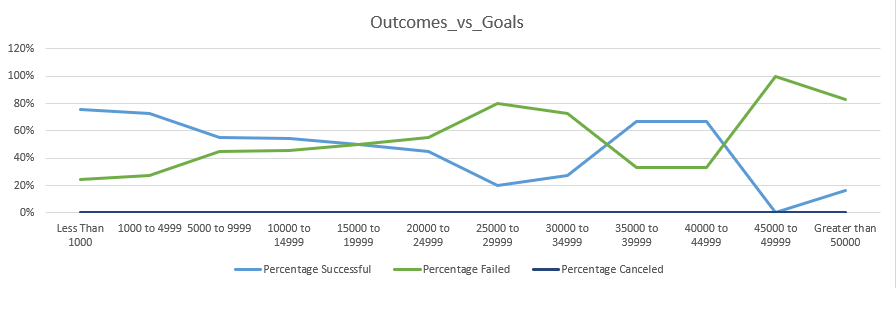 Outcomes_vs_Goals
120%
100%
80%
60%
40%
20%
0%
Less Than 1000 to 4999 5000 to 9999 10000 to 15000 to 20000 to 25000 to 30000 to 35000 to 40000 to 45000 to Greater than
1000 14999 19999 24999 29999 34999 39999 44999 49999 50000
Percentage Successful Percentage Failed Percentage Canceled